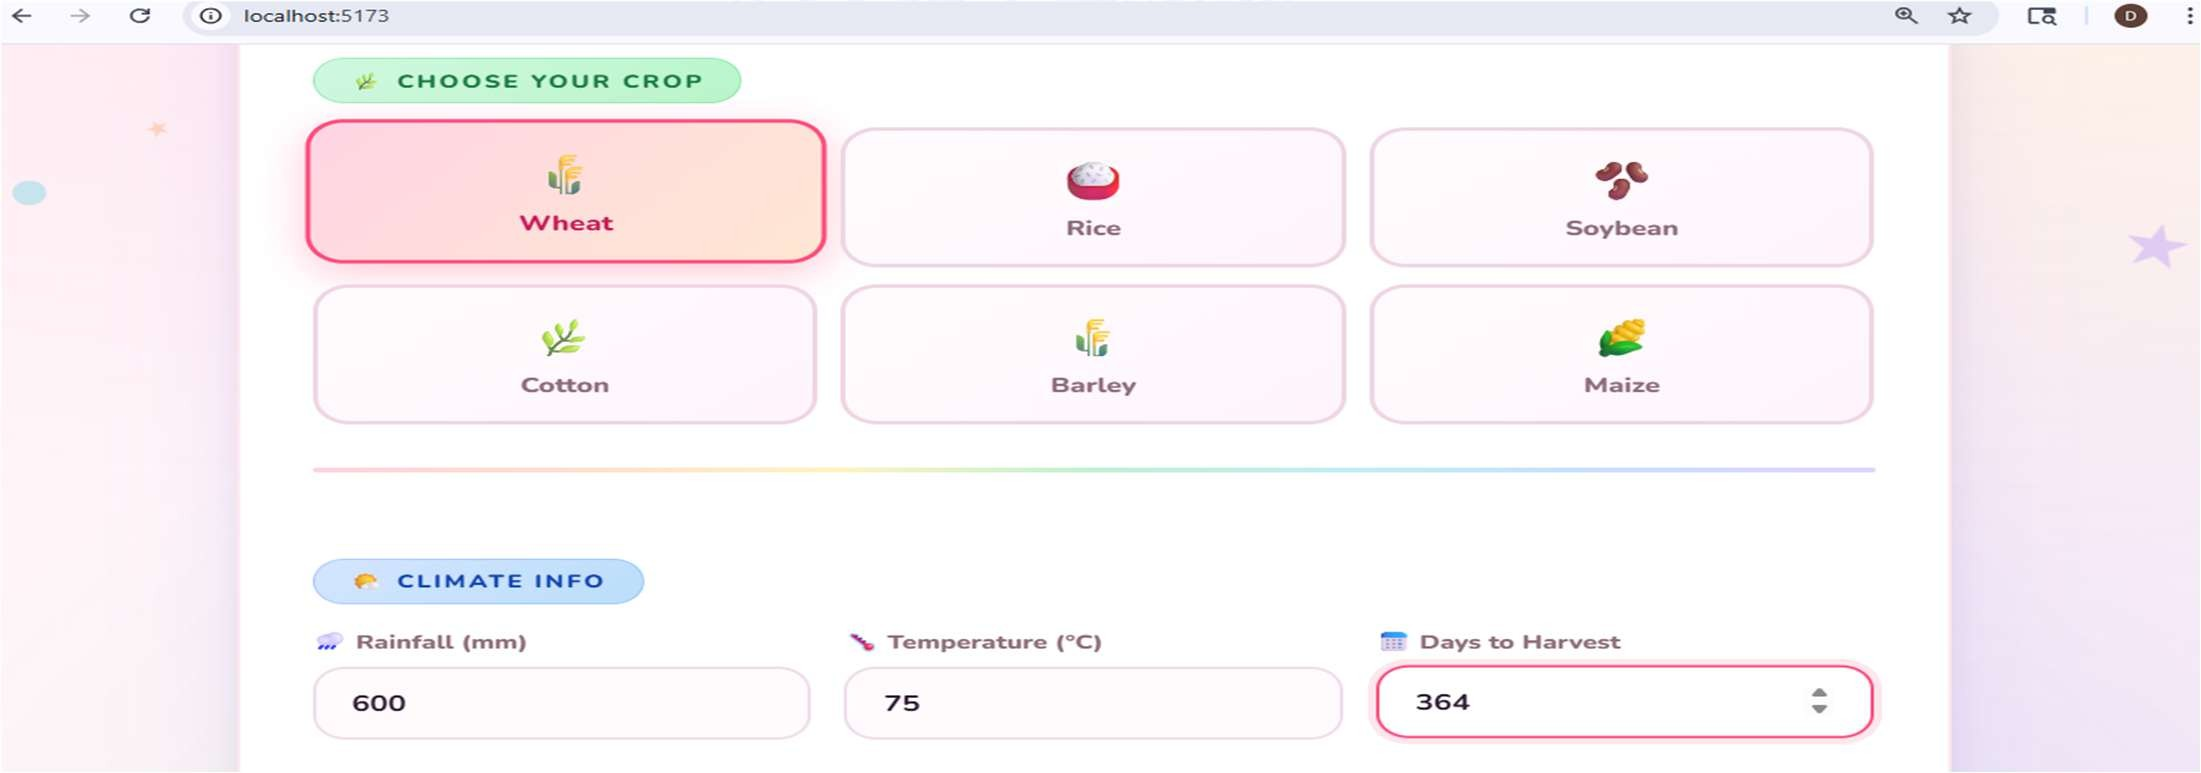 localhost:5173
D
CHOOSE YOUR CROP
Wheat
Rice
Soybean
Cotton
Barley
Maize
CLIMATE INFO
Rainfall (mm)
Temperature (°C)
Days to Harvest
600
75
364